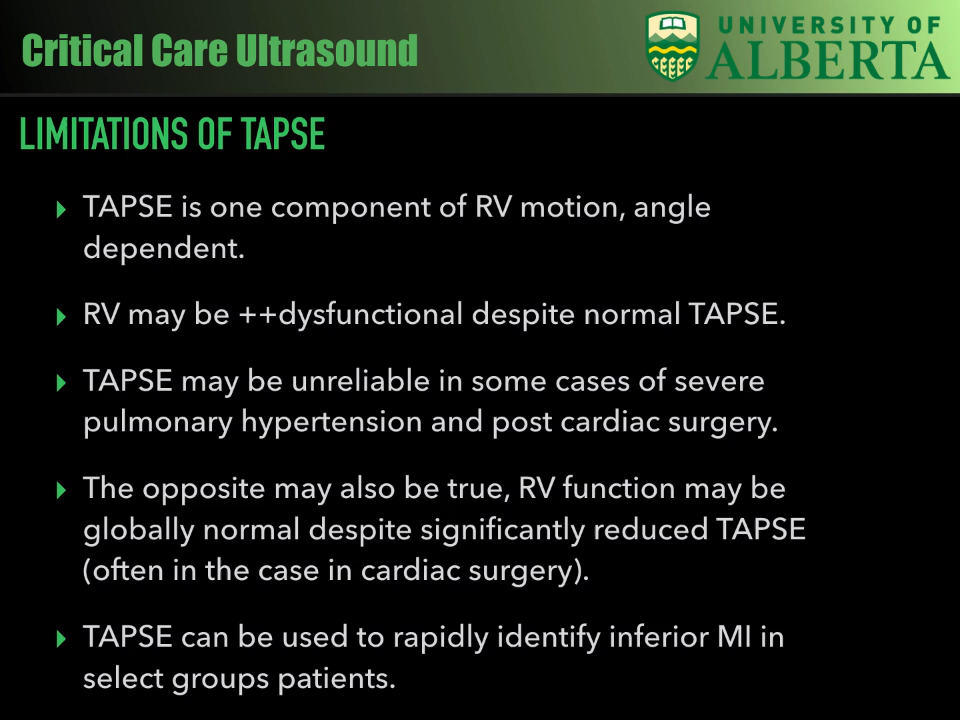 Critical Care Ultrasound
UNIVERSITY OF
ALBERTA
LIMITATIONS OF TAPSE
TAPSE is one component of RV motion, angle
dependent.
RV may be ++dysfunctional despite normal TAPSE.
TAPSE may be unreliable in some cases of severe
pulmonary hypertension and post cardiac surgery.
The opposite may also be true, RV function may be
globally normal despite significantly reduced TAPSE
(often in the case in cardiac surgery).
TAPSE can be used to rapidly identify inferior MI in
select groups patients.